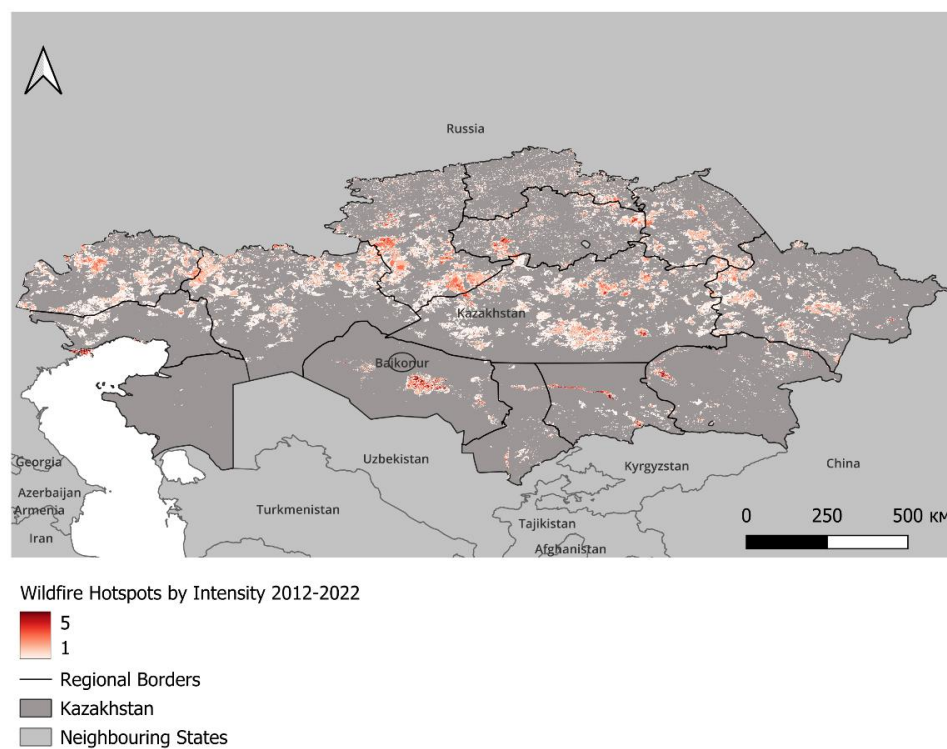 Russia
Kazakhstan
Baikonur
Georgia
Uzbekistan
Kyrgyzstan
China
Azerbaijan
Armenia
Turkmenistan
Tajikistan
Iran
Afghanistan
0 250 500 км
Wildfire Hotspots by Intensity 2012-2022
5
1
Regional Borders
Kazakhstan
Neighbouring States